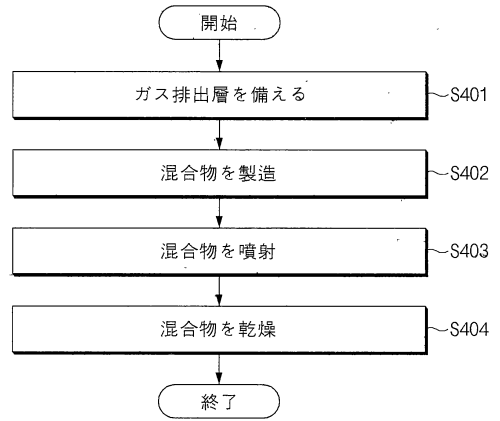 開始
ガス排出層を備える S401
混合物を製造 S402
混合物を噴射 S403
混合物を乾燥 S404
終了